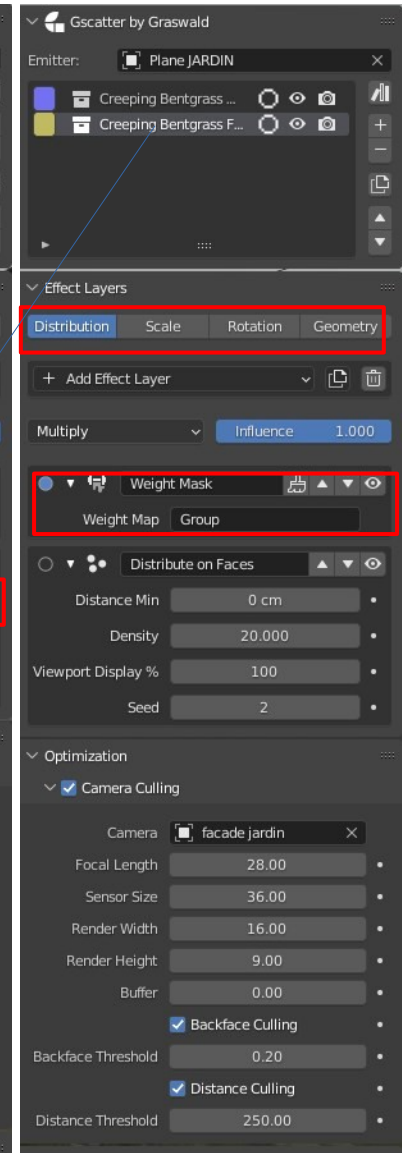 Gscatter by Graswald
Emitter: Plane JARDIN
Creeping Bentgrass ...
Creeping Bentgrass F...
Effect Layers
Distribution Scale Rotation Geometry
+ Add Effect Layer
Multiply Influence 1.000
Weight Mask
Weight Map Group
Distribute on Faces
Distance Min 0 cm
Density 20.000
Viewport Display % 100
Seed 2
Optimization
Camera Culling
Camera facade jardin
Focal Length 28.00
Sensor Size 36.00
Render Width 16.00
Render Height 9.00
Buffer 0.00
Backface Culling
Backface Threshold 0.20
Distance Culling
Distance Threshold 250.00